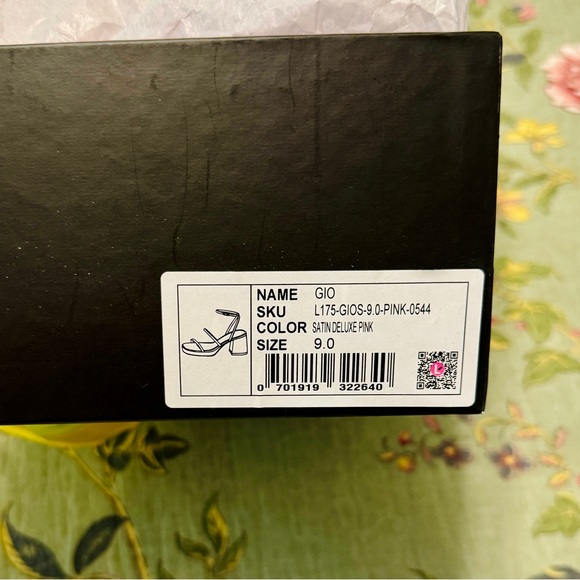 NAME GIO
SKU L175-GIOS-9.0-PINK-0544
COLOR SATIN DELUXE PINK
SIZE 9.0
0 701919 322640